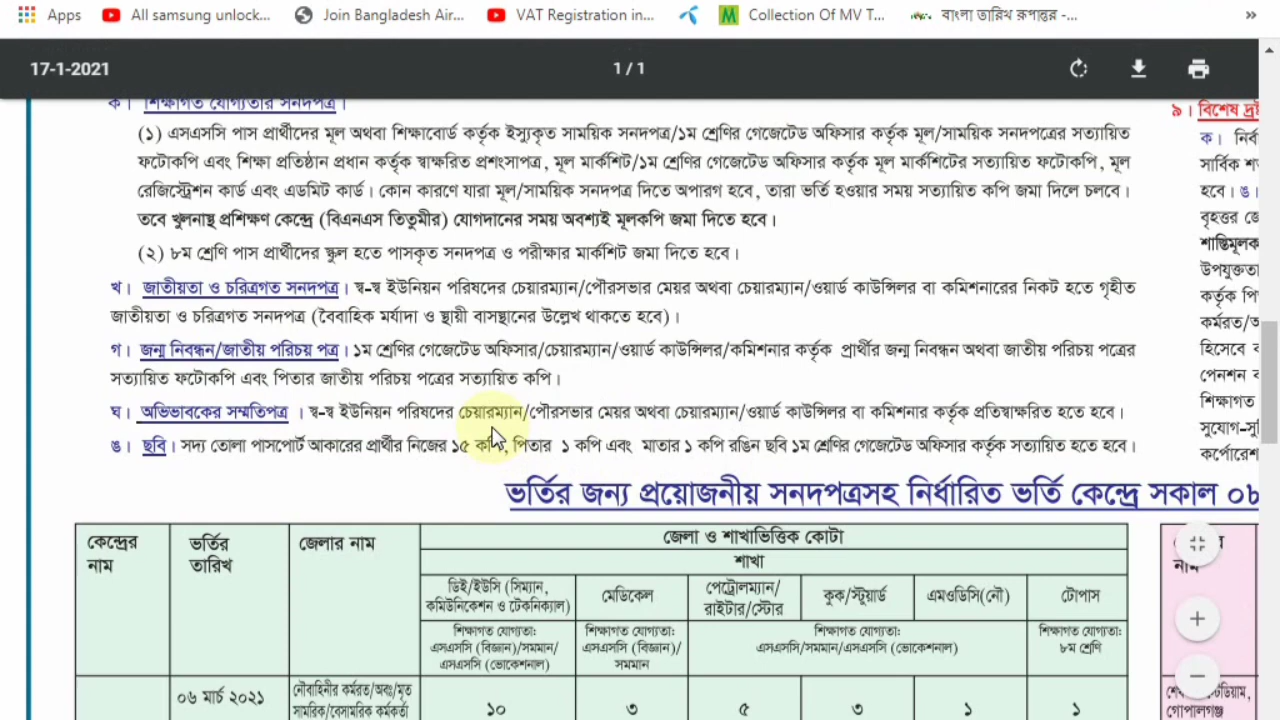 Apps
All samsung unlock...
Join Bangladesh Air...
VAT Registration in...
M Collection Of MV T...
বাংলা তারিখ রূপান্তর -...
»
17-1-2021
1 / 1
ক। শিক্ষাগত যোগ্যতার সনদপত্র।
(১) এসএসসি পাস প্রার্থীদের মূল অথবা শিক্ষাবোর্ড কর্তৃক ইস্যুকৃত সাময়িক সনদপত্র/১ম শ্রেণির গেজেটেড অফিসার কর্তৃক মূল/সাময়িক সনদপত্রের সত্যায়িত
ফটোকপি এবং শিক্ষা প্রতিষ্ঠান প্রধান কর্তৃক স্বাক্ষরিত প্রশংসাপত্র, মূল মার্কশিট/১ম শ্রেণির গেজেটেড অফিসার কর্তৃক মূল মার্কশিটের সত্যায়িত ফটোকপি, মূল
রেজিস্ট্রেশন কার্ড এবং এডমিট কার্ড। কোন কারণে যারা মূল/সাময়িক সনদপত্র দিতে অপারগ হবে, তারা ভর্তি হওয়ার সময় সত্যায়িত কপি জমা দিলে চলবে।
তবে খুলনাস্থ প্রশিক্ষণ কেন্দ্রে (বিএনএস তিতুমীর) যোগদানের সময় অবশ্যই মূলকপি জমা দিতে হবে।
(২) ৮ম শ্রেণি পাস প্রার্থীদের স্কুল হতে পাসকৃত সনদপত্র ও পরীক্ষার মার্কশিট জমা দিতে হবে।
খ। জাতীয়তা ও চরিত্রগত সনদপত্র। স্ব-স্ব ইউনিয়ন পরিষদের চেয়ারম্যান/পৌরসভার মেয়র অথবা চেয়ারম্যান/ওয়ার্ড কাউন্সিলর বা কমিশনারের নিকট হতে গৃহীত
জাতীয়তা ও চরিত্রগত সনদপত্র (বৈবাহিক মর্যাদা ও স্থায়ী বাসস্থানের উল্লেখ থাকতে হবে)।
গ। জন্ম নিবন্ধন/জাতীয় পরিচয় পত্র। ১ম শ্রেণির গেজেটেড অফিসার/চেয়ারম্যান/ওয়ার্ড কাউন্সিলর/কমিশনার কর্তৃক প্রার্থীর জন্ম নিবন্ধন অথবা জাতীয় পরিচয় পত্রের
সত্যায়িত ফটোকপি এবং পিতার জাতীয় পরিচয় পত্রের সত্যায়িত কপি।
ঘ। অভিভাবকের সম্মতিপত্র । স্ব-স্ব ইউনিয়ন পরিষদের চেয়ারম্যান/পৌরসভার মেয়র অথবা চেয়ারম্যান/ওয়ার্ড কাউন্সিলর বা কমিশনার কর্তৃক প্রতিস্বাক্ষরিত হতে হবে।
ঙ। ছবি। সদ্য তোলা পাসপোর্ট আকারের প্রার্থীর নিজের ১৫ কপি, পিতার ১ কপি এবং মাতার ১ কপি রঙিন ছবি ১ম শ্রেণির গেজেটেড অফিসার কর্তৃক সত্যায়িত হতে হবে।
৯। বিশেষ
ক।
সার্বিক
হবে। ঙ।
বৃহত্তর
কর্তৃক
হিসেবে
পেনশন
শিক্ষাগত
ভর্তির জন্য প্রয়োজনীয় সনদপত্রসহ নির্ধারিত ভর্তি কেন্দ্রে সকাল ০৮
কেন্দ্রের নাম
ভর্তির তারিখ
জেলার নাম
জেলা ও শাখাভিত্তিক কোটা
শাখা
ডিই/ইউসি (সিম্যান,
কমিউনিকেশন ও টেকনিক্যাল)
মেডিকেল
পেট্রোলম্যান/
রাইটার/স্টোর
কুক/স্টুয়ার্ড
এমওডিসি(নৌ)
টোপাস
শিক্ষাগত যোগ্যতা:
এসএসসি (বিজ্ঞান)/সমমান/
এসএসসি (ভোকেশনাল)
শিক্ষাগত যোগ্যতা:
এসএসসি (বিজ্ঞান)/
সমমান
শিক্ষাগত যোগ্যতা:
এসএসসি/সমমান/এসএসসি (ভোকেশনাল)
শিক্ষাগত যোগ্যতা:
৮ম শ্রেণি
০৬ মার্চ ২০২১
নৌবাহিনীর কর্মরত/অবঃ/মৃত
সামরিক/বেসামরিক কর্মকর্তা
১০ ৩ ৫ ৩ ১ ১
গোপালগঞ্জ